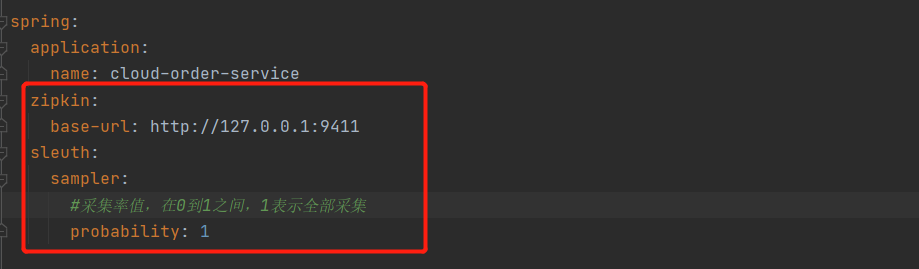 spring:
  application:
    name: cloud-order-service
  zipkin:
    base-url: http://127.0.0.1:9411
  sleuth:
    sampler:
      #采集率值，在0到1之间，1表示全部采集
      probability: 1